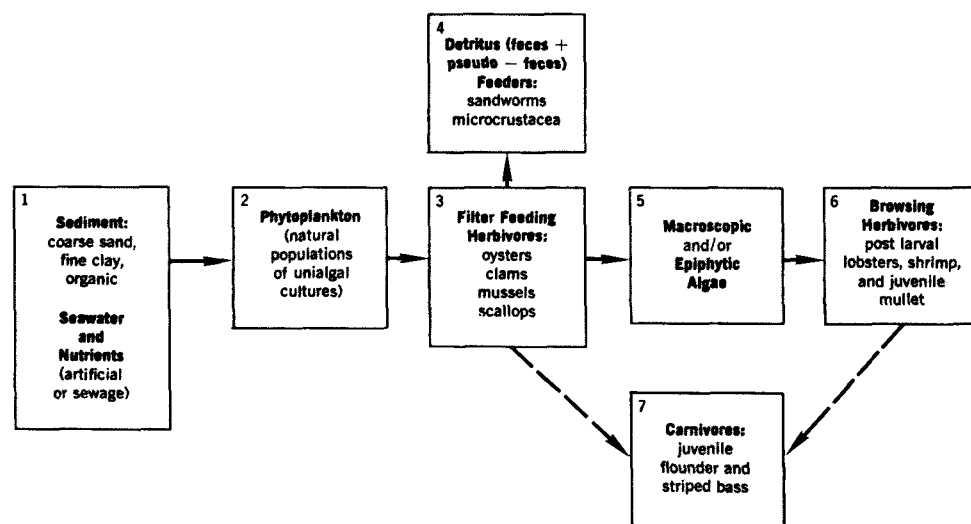 1
Sediment:
coarse sand,
fine clay,
organic
Seawater
and
Nutrients
(artificial
or sewage)
2
Phytoplankton
(natural
populations
of unialgal
cultures)
3
Filter Feeding
Herbivores:
oysters
clams
mussels
scallops
4
Detritus (feces +
pseudo – feces)
Feeders:
sandworms
microcrustacea
5
Macroscopic
and/or
Epiphytic
Algae
6
Browsing
Herbivores:
post larval
lobsters, shrimp,
and juvenile
mullet
7
Carnivores:
juvenile
flounder and
striped bass